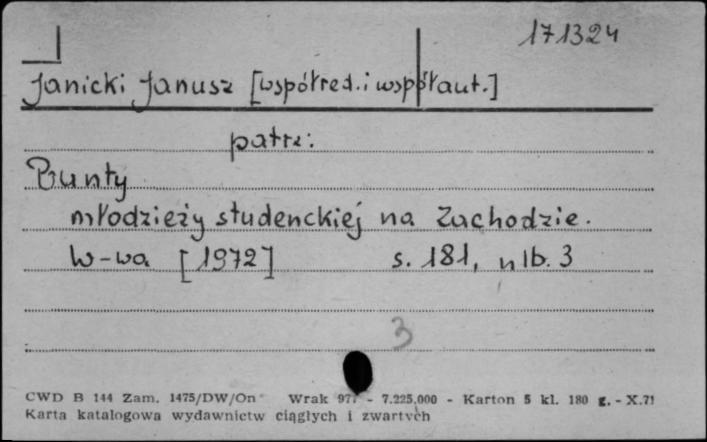 171324
Janicki Janusz [współred. i współaut.]
patrz:
Bunty
młodzieży studenckiej na Zachodzie.
W-wa [1972] s. 181, nlb. 3
3
CWD B 144 Zam. 1475/DW/On Wrak - 7.225.000 - Karton 5 kl. 180 g. - X.71
Karta katalogowa wydawnictw ciągłych i zwartych